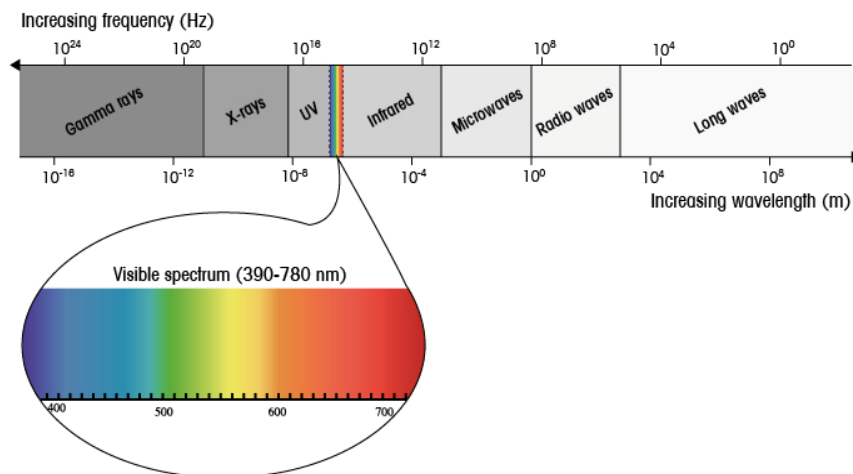 Increasing frequency (Hz)
10^24 10^20 10^16 10^12 10^8 10^4 10^0
Gamma rays X-rays UV Infrared Microwaves Radio waves Long waves
10^-16 10^-12 10^-8 10^-4 10^0 10^4 10^8
Increasing wavelength (m)
Visible spectrum (390-780 nm)
400 500 600 700